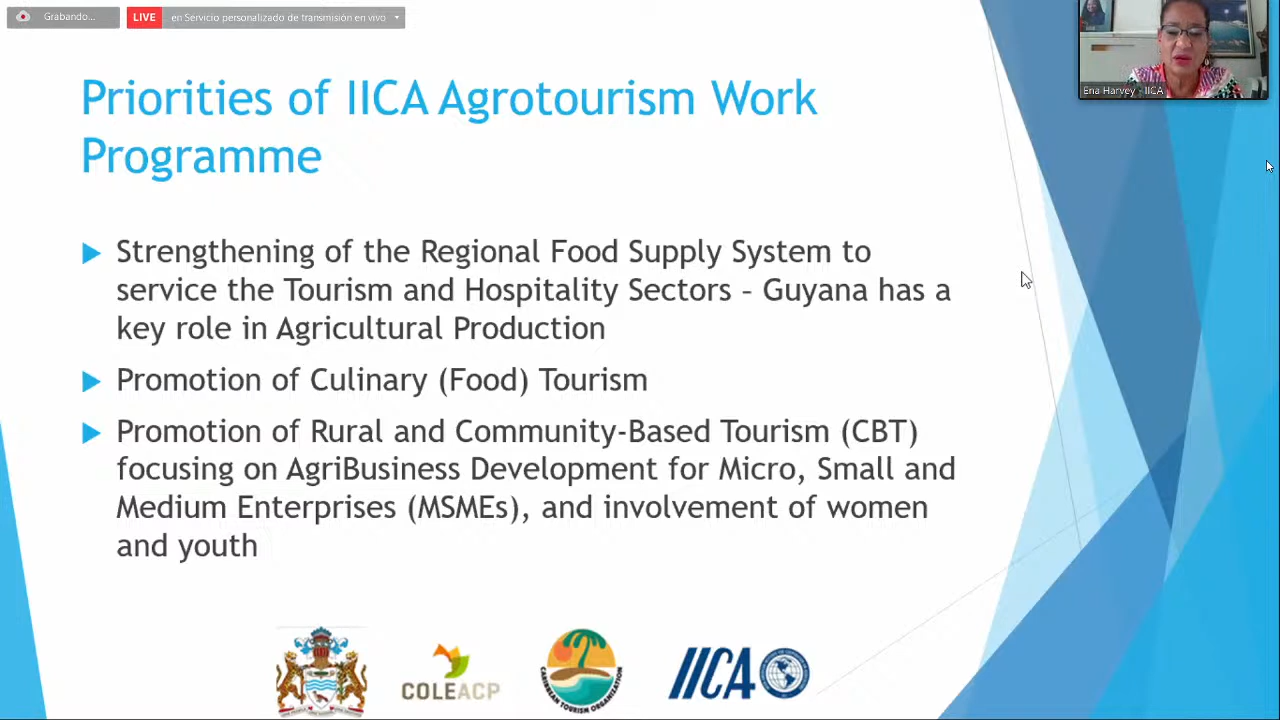 Grabando...
LIVE
en Servicio personalizado de transmisión en vivo
Ena Harvey - IICA
Priorities of IICA Agrotourism Work
Programme
Strengthening of the Regional Food Supply System to
service the Tourism and Hospitality Sectors – Guyana has a
key role in Agricultural Production
Promotion of Culinary (Food) Tourism
Promotion of Rural and Community-Based Tourism (CBT)
focusing on AgriBusiness Development for Micro, Small and
Medium Enterprises (MSMEs), and involvement of women
and youth
COLEACP
CARIBBEAN TOURISM ORGANIZATION
IICA